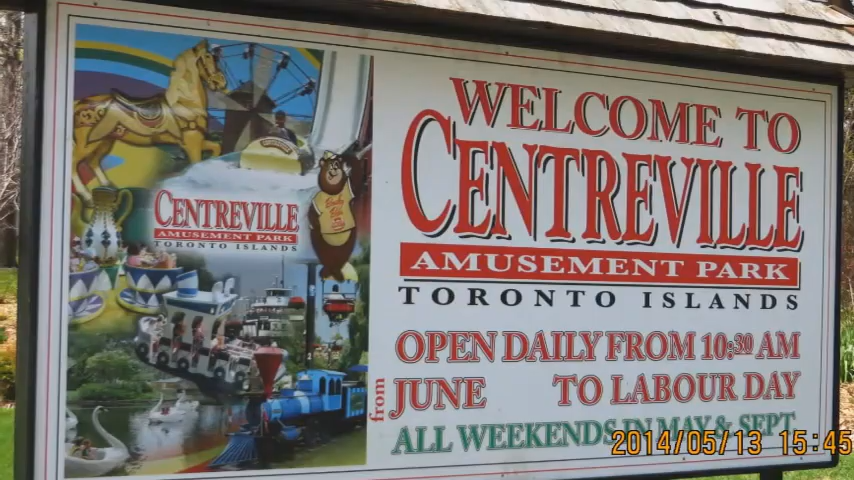 WELCOME TO
CENTREVILLE
AMUSEMENT PARK
TORONTO ISLANDS
OPEN DAILY FROM 10:30 AM
from JUNE TO LABOUR DAY
ALL WEEKENDS IN MAY & SEPT.
CENTREVILLE
AMUSEMENT PARK
TORONTO ISLANDS
2014/05/13 15:45